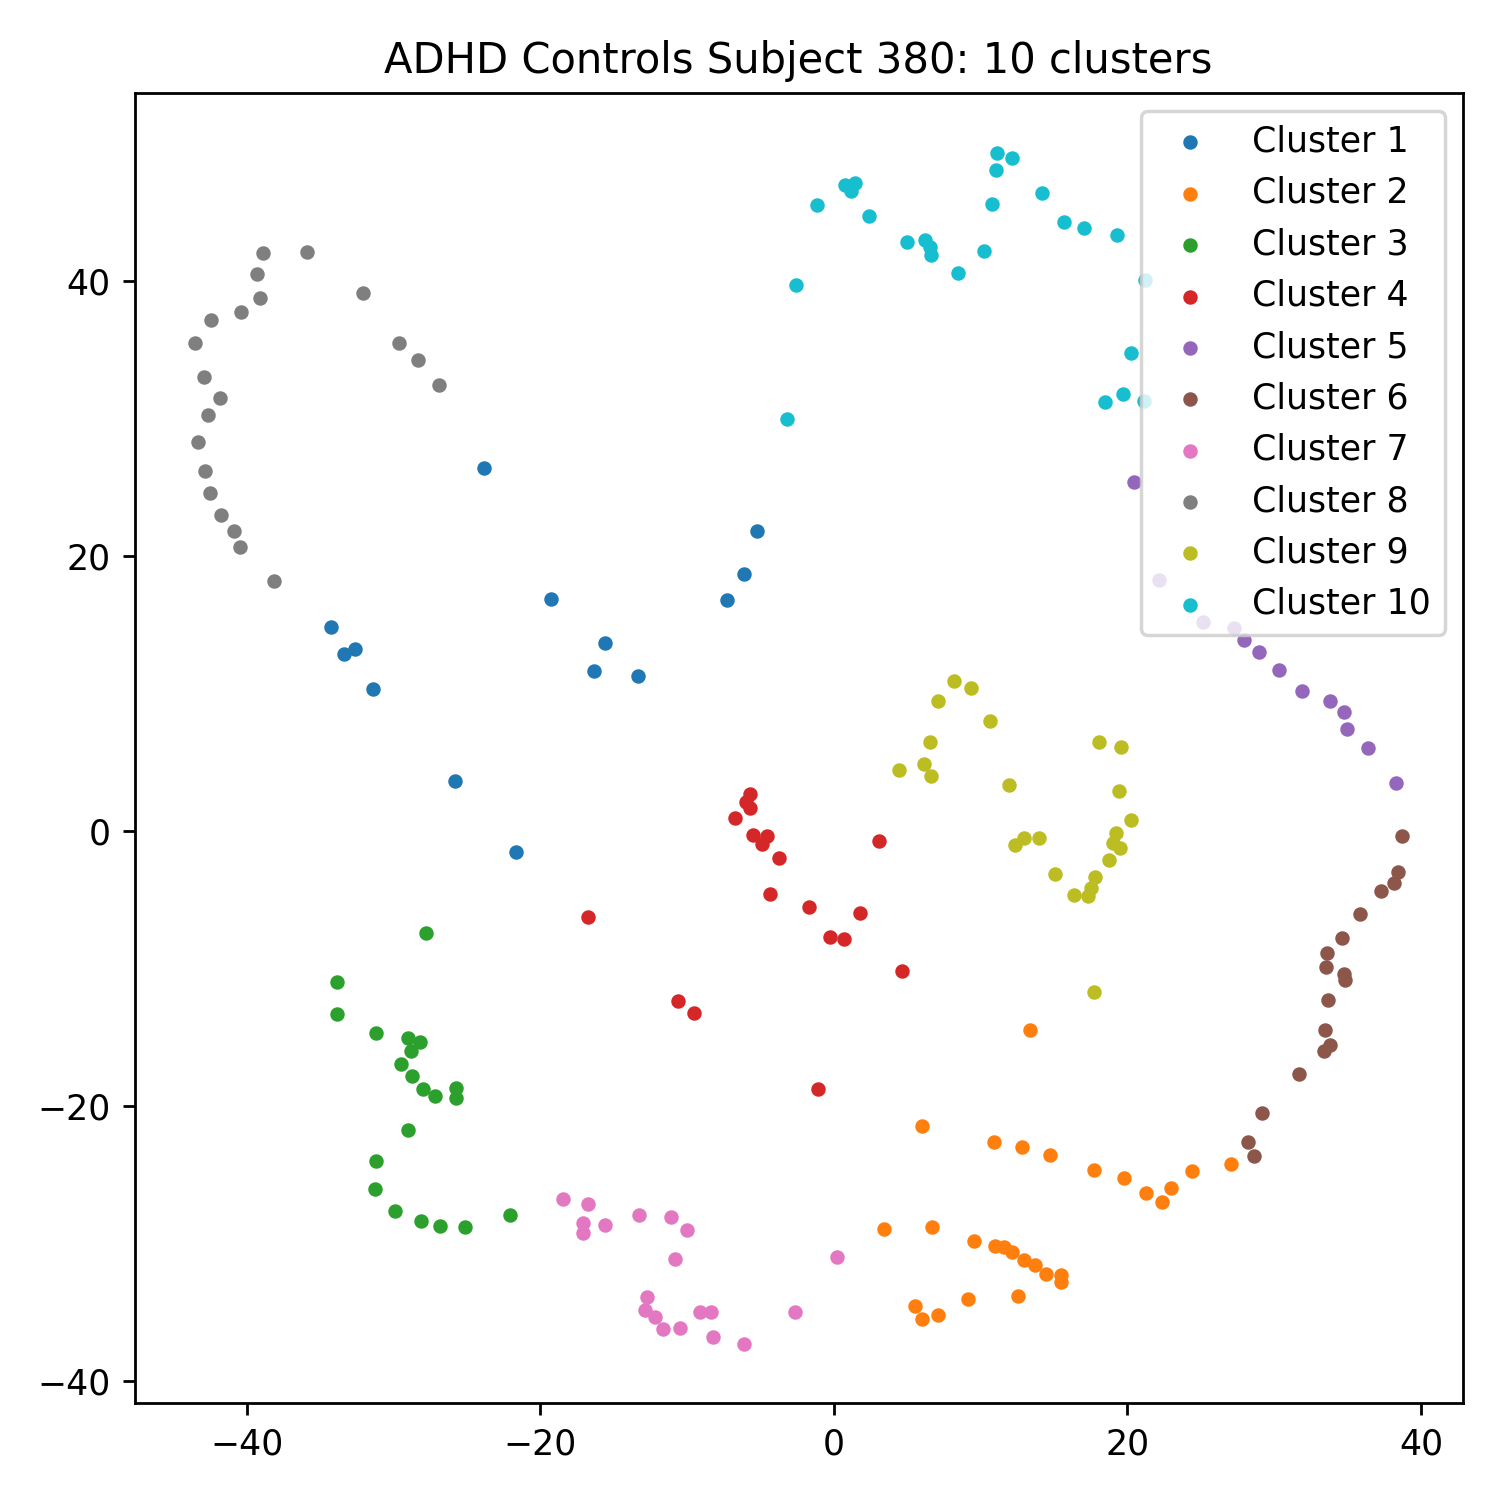 ADHD Controls Subject 380: 10 clusters
Cluster 1
Cluster 2
Cluster 3
Cluster 4
Cluster 5
Cluster 6
Cluster 7
Cluster 8
Cluster 9
Cluster 10
40
20
0
−20
−40
−40 −20 0 20 40